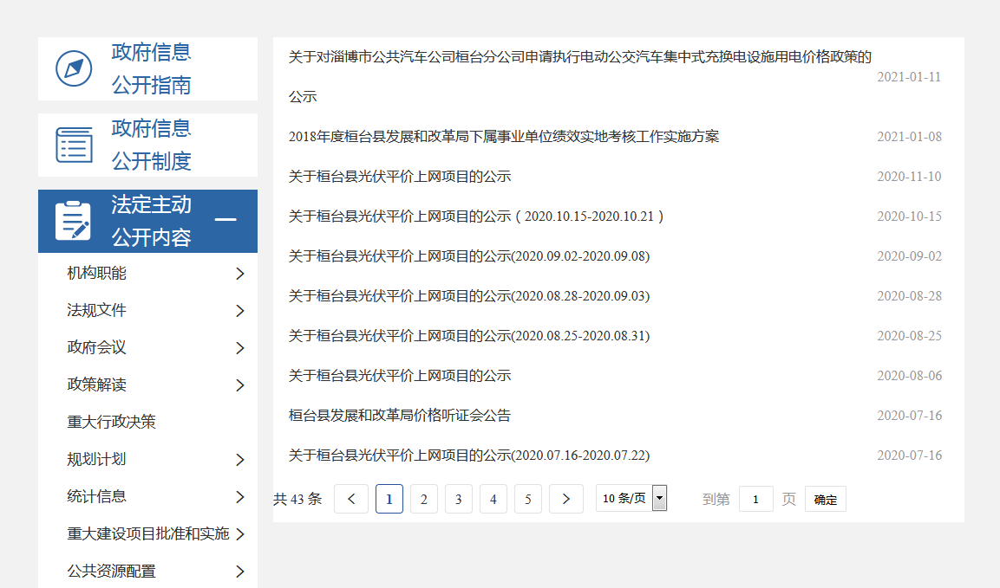 政府信息
公开指南
政府信息
公开制度
法定主动
公开内容
机构职能
法规文件
政府会议
政策解读
重大行政决策
规划计划
统计信息
重大建设项目批准和实施
公共资源配置
关于对淄博市公共汽车公司桓台分公司申请执行电动公交汽车集中式充换电设施用电价格政策的
公示
2021-01-11
2018年度桓台县发展和改革局下属事业单位绩效实地考核工作实施方案 2021-01-08
关于桓台县光伏平价上网项目的公示 2020-11-10
关于桓台县光伏平价上网项目的公示（2020.10.15-2020.10.21） 2020-10-15
关于桓台县光伏平价上网项目的公示(2020.09.02-2020.09.08) 2020-09-02
关于桓台县光伏平价上网项目的公示(2020.08.28-2020.09.03) 2020-08-28
关于桓台县光伏平价上网项目的公示(2020.08.25-2020.08.31) 2020-08-25
关于桓台县光伏平价上网项目的公示 2020-08-06
桓台县发展和改革局价格听证会公告 2020-07-16
关于桓台县光伏平价上网项目的公示(2020.07.16-2020.07.22) 2020-07-16
共 43 条 1 2 3 4 5 10 条/页 到第 1 页 确定